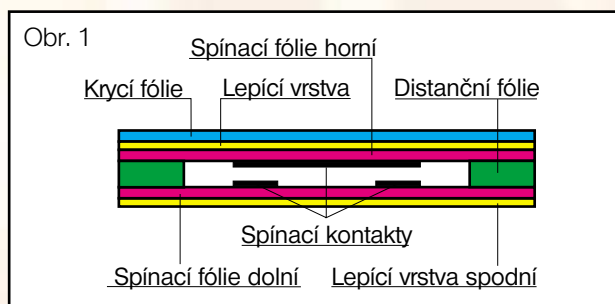 Obr. 1
Spínací fólie horní
Krycí fólie
Lepící vrstva
Distanční fólie
Spínací kontakty
Spínací fólie dolní
Lepící vrstva spodní